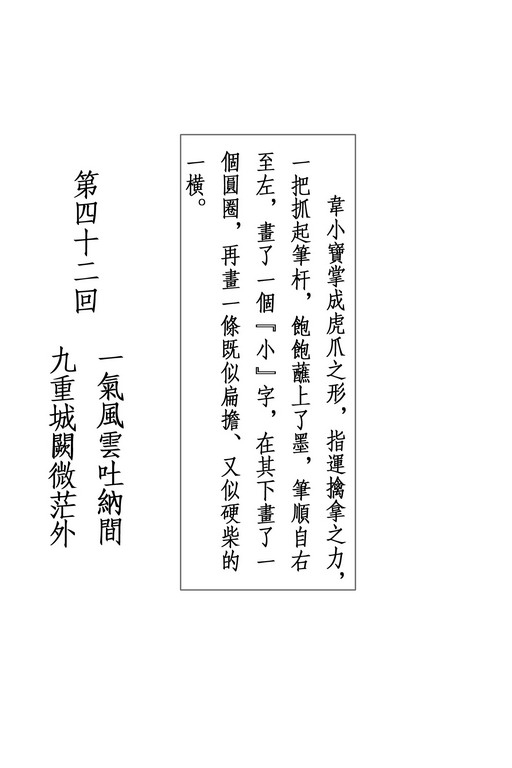 韋小寶掌成虎爪之形，指運擒拿之力，
一把抓起筆杆，飽飽蘸上了墨，筆順自右
至左，畫了一個『小』字，在其下畫了一
個圓圈，再畫一條既似扁擔、又似硬柴的
一橫。
第四十二回
一氣風雲吐納間
九重城闕微茫外